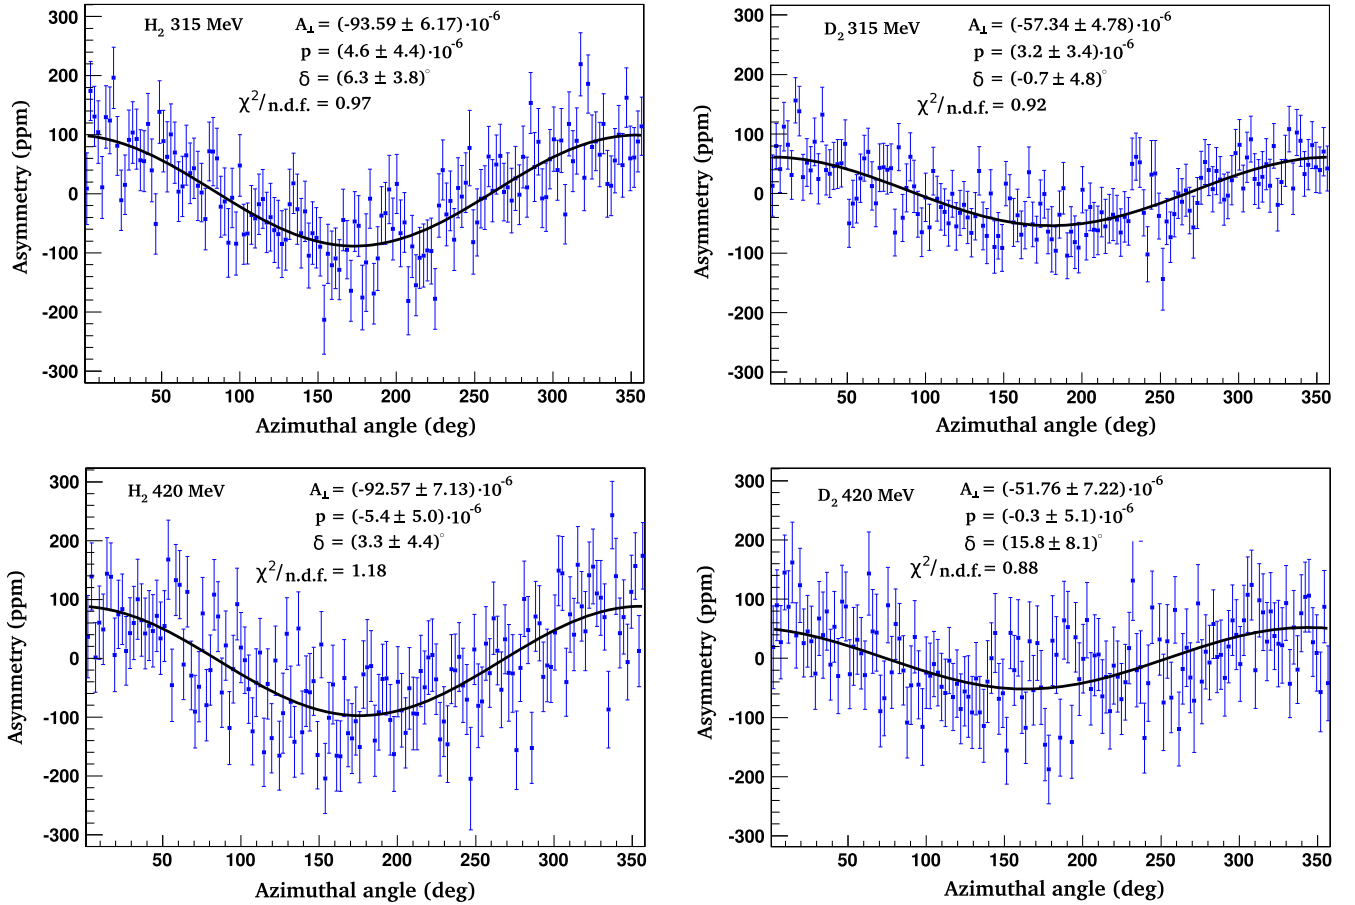 H₂ 315 MeV
A⊥ = (-93.59 ± 6.17)·10⁻⁶
p = (4.6 ± 4.4)·10⁻⁶
δ = (6.3 ± 3.8)°
χ²/n.d.f. = 0.97
300
200
100
0
-100
-200
-300
Asymmetry (ppm)
50 100 150 200 250 300 350
Azimuthal angle (deg)
D₂ 315 MeV
A⊥ = (-57.34 ± 4.78)·10⁻⁶
p = (3.2 ± 3.4)·10⁻⁶
δ = (-0.7 ± 4.8)°
χ²/n.d.f. = 0.92
300
200
100
0
-100
-200
-300
Asymmetry (ppm)
50 100 150 200 250 300 350
Azimuthal angle (deg)
H₂ 420 MeV
A⊥ = (-92.57 ± 7.13)·10⁻⁶
p = (-5.4 ± 5.0)·10⁻⁶
δ = (3.3 ± 4.4)°
χ²/n.d.f. = 1.18
300
200
100
0
-100
-200
-300
Asymmetry (ppm)
50 100 150 200 250 300 350
Azimuthal angle (deg)
D₂ 420 MeV
A⊥ = (-51.76 ± 7.22)·10⁻⁶
p = (-0.3 ± 5.1)·10⁻⁶
δ = (15.8 ± 8.1)°
χ²/n.d.f. = 0.88
300
200
100
0
-100
-200
-300
Asymmetry (ppm)
50 100 150 200 250 300 350
Azimuthal angle (deg)